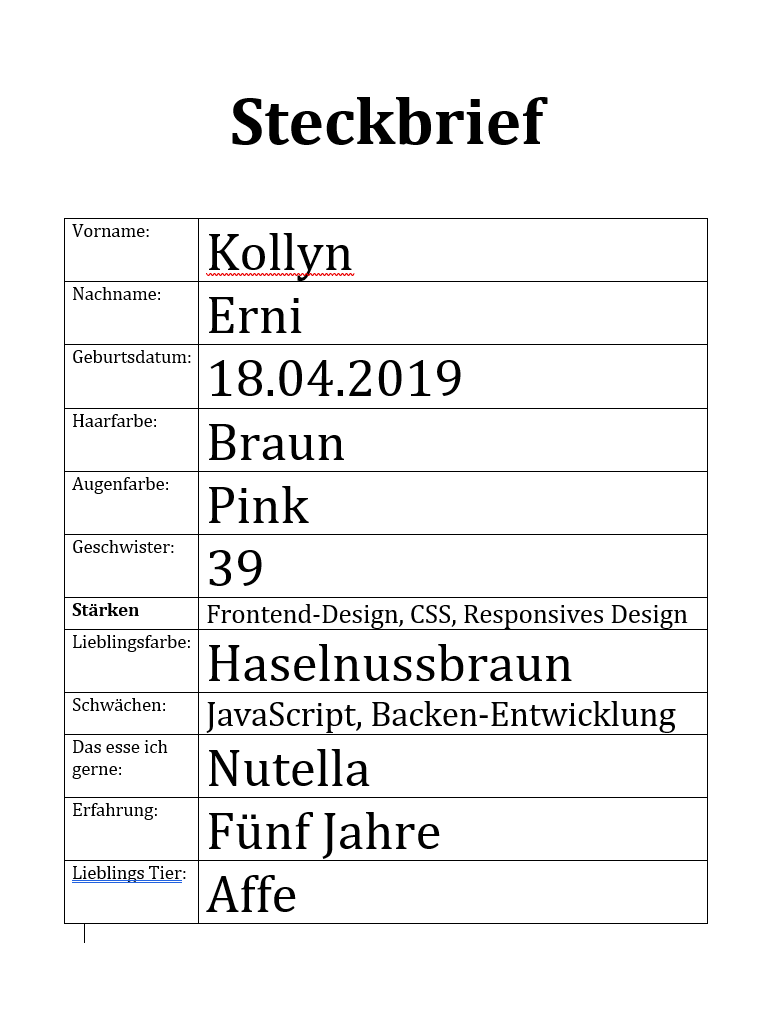 Steckbrief
Vorname:
Kollyn
Nachname:
Erni
Geburtsdatum:
18.04.2019
Haarfarbe:
Braun
Augenfarbe:
Pink
Geschwister:
39
Stärken
Frontend-Design, CSS, Responsives Design
Lieblingsfarbe:
Haselnussbraun
Schwächen:
JavaScript, Backen-Entwicklung
Das esse ich
gerne:
Nutella
Erfahrung:
Fünf Jahre
Lieblings Tier:
Affe